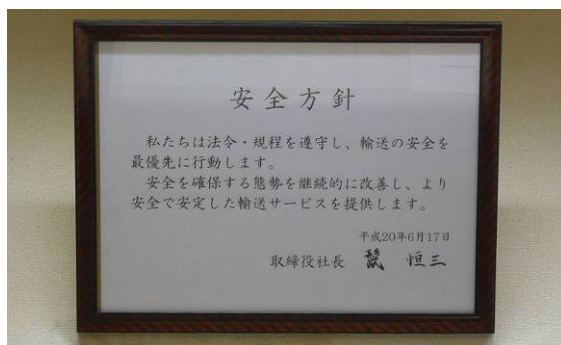 安全方針
私たちは法令・規程を遵守し、輸送の安全を
最優先に行動します。
安全を確保する態勢を継続的に改善し、より
安全で安定した輸送サービスを提供します。
平成20年6月17日
取締役社長 恒三